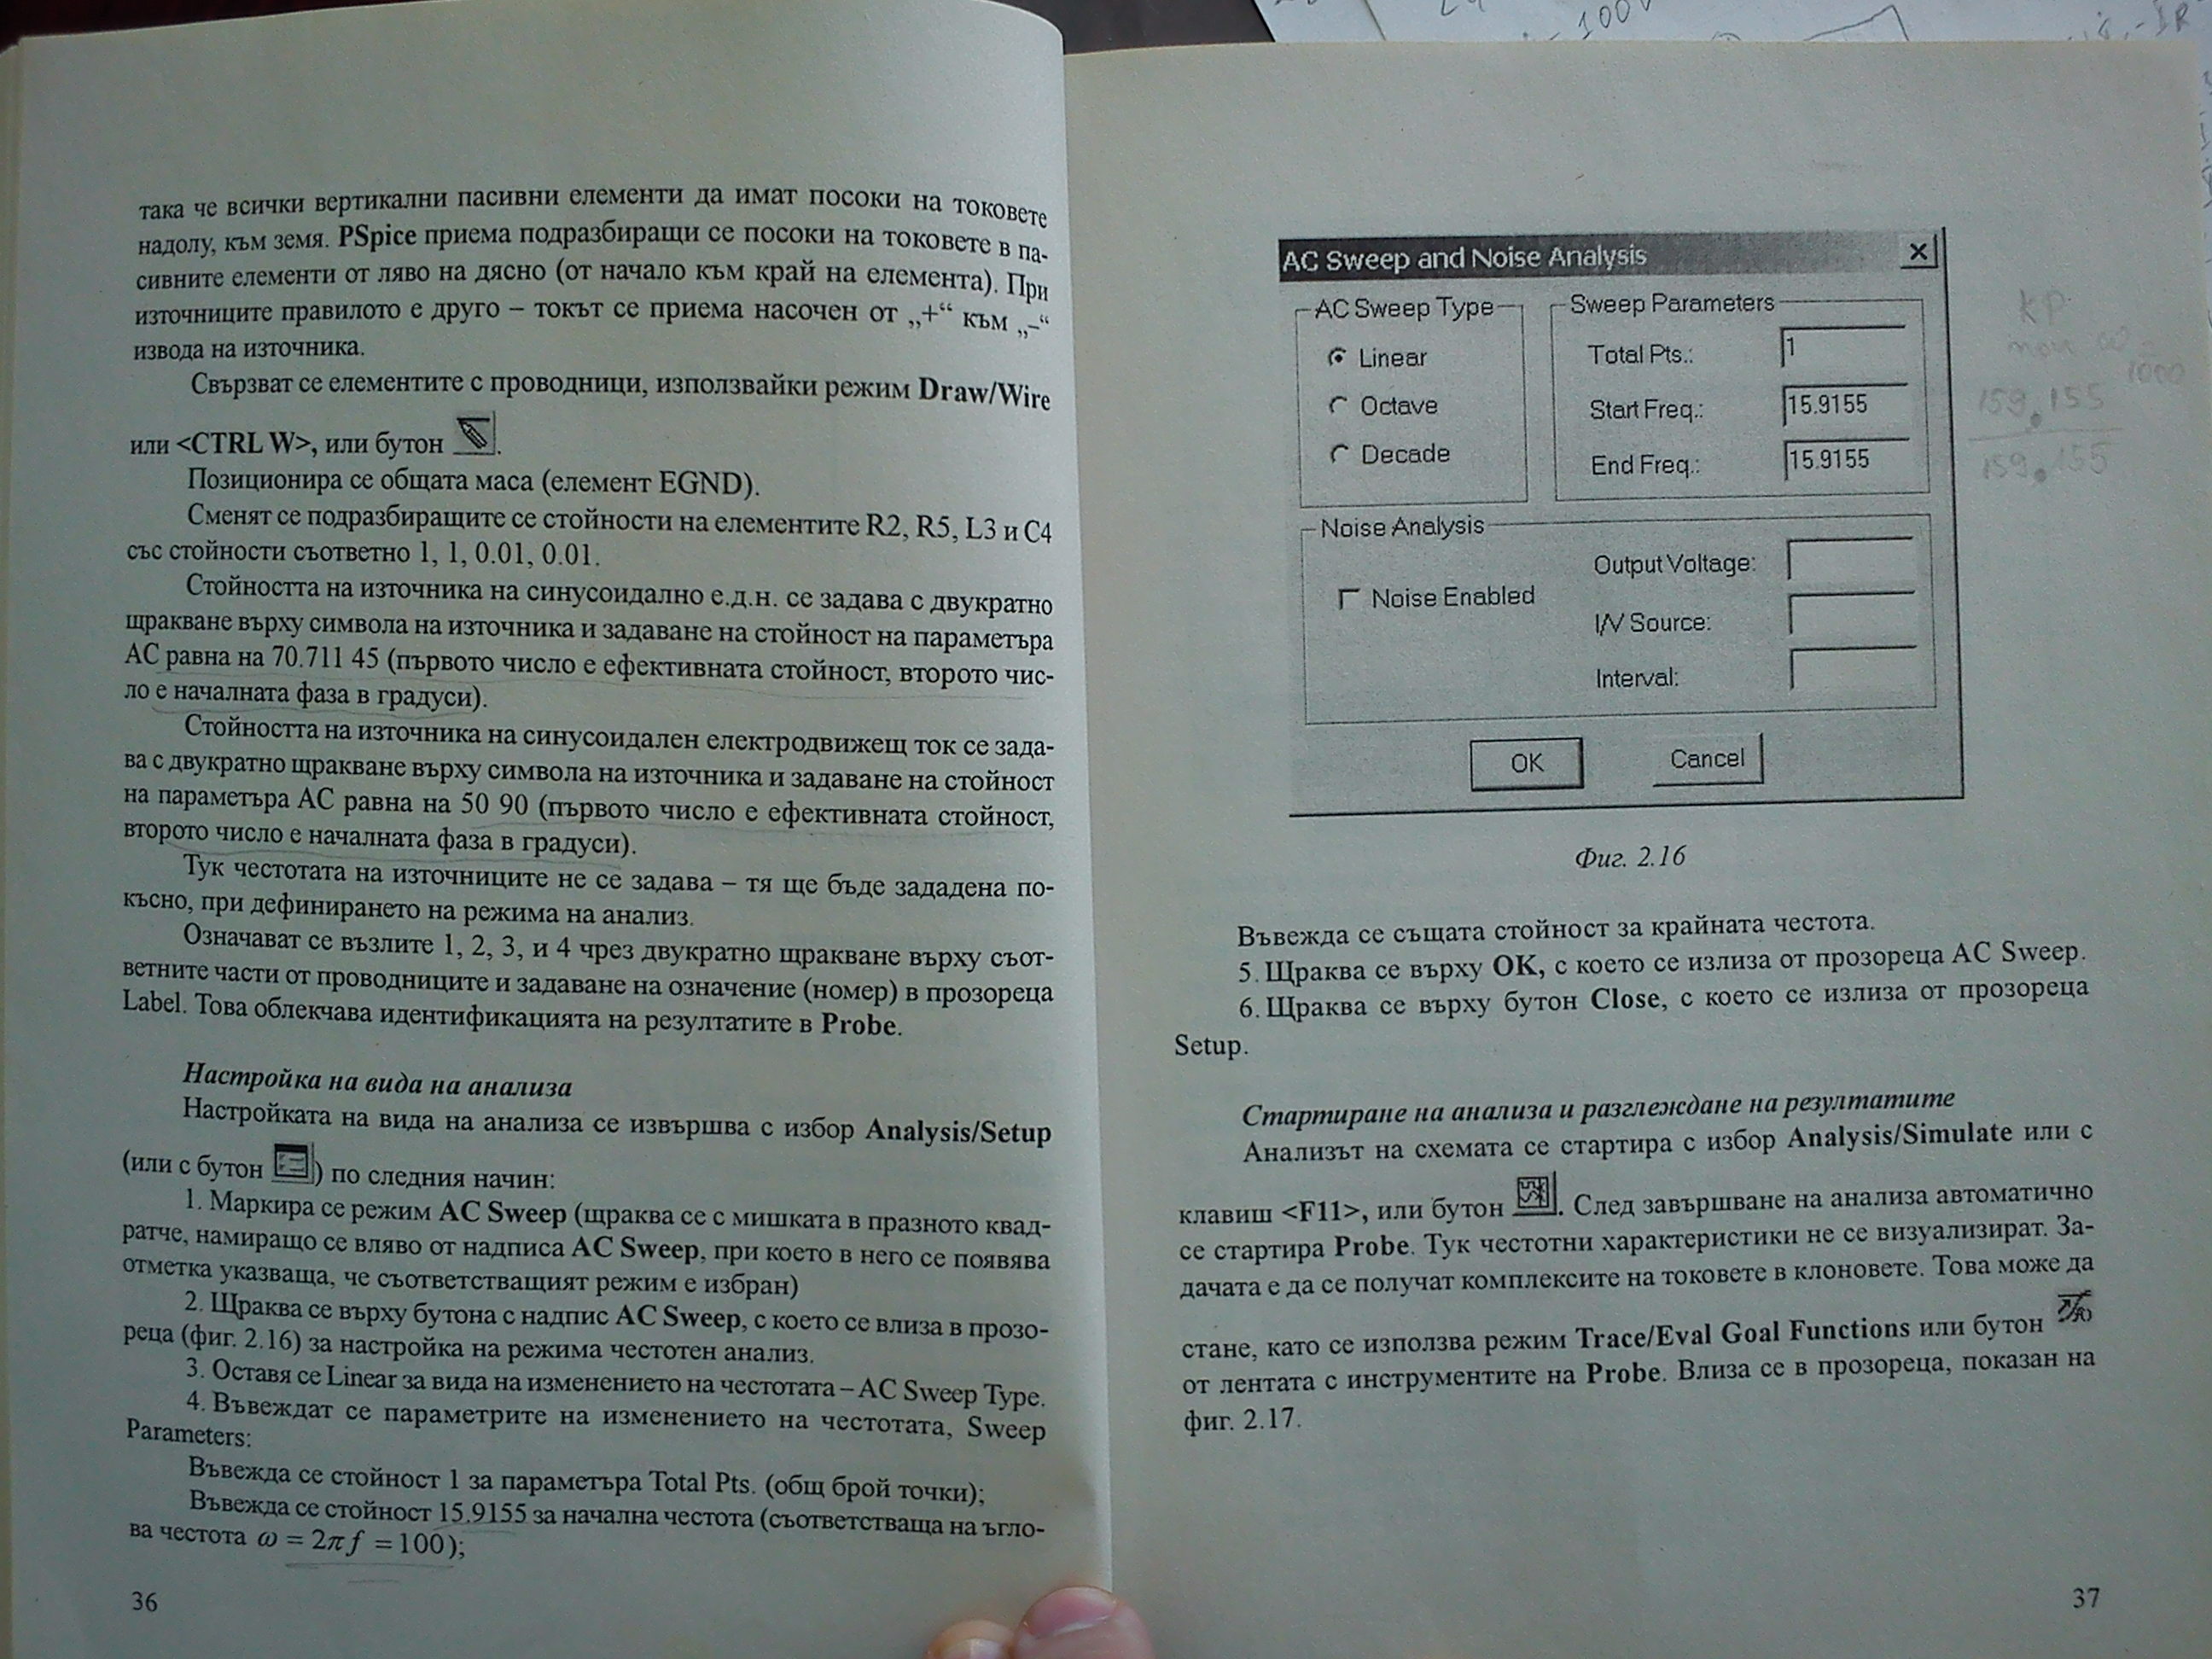 така че всички вертикални пасивни елементи да имат посоки на токовете
надолу, към земя. PSpice приема подразбиращи се посоки на токовете в па-
сивните елементи от ляво на дясно (от начало към край на елемента). При
източниците правилото е друго – токът се приема насочен от „+“ към „–“
извода на източника.
Свързват се елементите с проводници, използвайки режим Draw/Wire
или <CTRL W>, или бутон .
Позиционира се общата маса (елемент EGND).
Сменят се подразбиращите се стойности на елементите R2, R5, L3 и C4
със стойности съответно 1, 1, 0.01, 0.01.
Стойността на източника на синусоидално е.д.н. се задава с двукратно
щракване върху символа на източника и задаване на стойност на параметъра
AC равна на 70.711 45 (първото число е ефективната стойност, второто чис-
ло е началната фаза в градуси).
Стойността на източника на синусоидален електродвижещ ток се зада-
ва с двукратно щракване върху символа на източника и задаване на стойност
на параметъра AC равна на 50 90 (първото число е ефективната стойност,
второто число е началната фаза в градуси).
Тук честотата на източниците не се задава – тя ще бъде зададена по-
късно, при дефинирането на режима на анализ.
Означават се възлите 1, 2, 3, и 4 чрез двукратно щракване върху съот-
ветните части от проводниците и задаване на означение (номер) в прозореца
Label. Това облекчава идентификацията на резултатите в Probe.
Настройка на вида на анализа
Настройката на вида на анализа се извършва с избор Analysis/Setup
(или с бутон ) по следния начин:
1. Маркира се режим AC Sweep (щраква се с мишката в празното квад-
ратче, намиращо се вляво от надписа AC Sweep, при което в него се появява
отметка указваща, че съответстващият режим е избран)
2. Щраква се върху бутона с надпис AC Sweep, с което се влиза в прозо-
реца (фиг. 2.16) за настройка на режима честотен анализ.
3. Оставя се Linear за вида на изменението на честотата – AC Sweep Type.
4. Въвеждат се параметрите на изменението на честотата, Sweep
Parameters:
Въвежда се стойност 1 за параметъра Total Pts. (общ брой точки);
Въвежда се стойност 15.9155 за начална честота (съответстваща на ъгло-
ва честота ω = 2π f = 100);
36
100
AC Sweep and Noise Analysis
AC Sweep Type
Linear
Octave
Decade
Sweep Parameters
Total Pts.: 1
Start Freq.: 15.9155
End Freq.: 15.9155
Noise Analysis
Noise Enabled
Output Voltage:
I/V Source:
Interval:
OK
Cancel
КР
1000
159.155
159.155
Фиг. 2.16
Въвежда се същата стойност за крайната честота.
5. Щраква се върху OK, с което се излиза от прозореца AC Sweep.
6. Щраква се върху бутон Close, с което се излиза от прозореца
Setup.
Стартиране на анализа и разглеждане на резултатите
Анализът на схемата се стартира с избор Analysis/Simulate или с
клавиш <F11>, или бутон . След завършване на анализа автоматично
се стартира Probe. Тук честотни характеристики не се визуализират. За-
дачата е да се получат комплексите на токовете в клоновете. Това може да
стане, като се използва режим Trace/Eval Goal Functions или бутон
от лентата с инструментите на Probe. Влиза се в прозореца, показан на
фиг. 2.17.
37